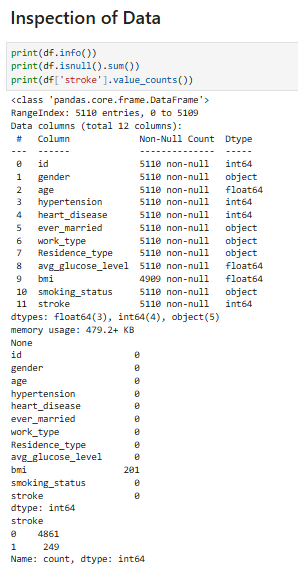 Inspection of Data
print(df.info())
print(df.isnull().sum())
print(df['stroke'].value_counts())
<class 'pandas.core.frame.DataFrame'>
RangeIndex: 5110 entries, 0 to 5109
Data columns (total 12 columns):
 #   Column             Non-Null Count  Dtype
---  ------             --------------  -----
 0   id                 5110 non-null   int64
 1   gender             5110 non-null   object
 2   age                5110 non-null   float64
 3   hypertension       5110 non-null   int64
 4   heart_disease      5110 non-null   int64
 5   ever_married       5110 non-null   object
 6   work_type          5110 non-null   object
 7   Residence_type     5110 non-null   object
 8   avg_glucose_level  5110 non-null   float64
 9   bmi                4909 non-null   float64
 10  smoking_status     5110 non-null   object
 11  stroke             5110 non-null   int64
dtypes: float64(3), int64(4), object(5)
memory usage: 479.2+ KB
None
id                     0
gender                 0
age                    0
hypertension           0
heart_disease          0
ever_married           0
work_type              0
Residence_type         0
avg_glucose_level      0
bmi                  201
smoking_status         0
stroke                 0
dtype: int64
stroke
0    4861
1     249
Name: count, dtype: int64